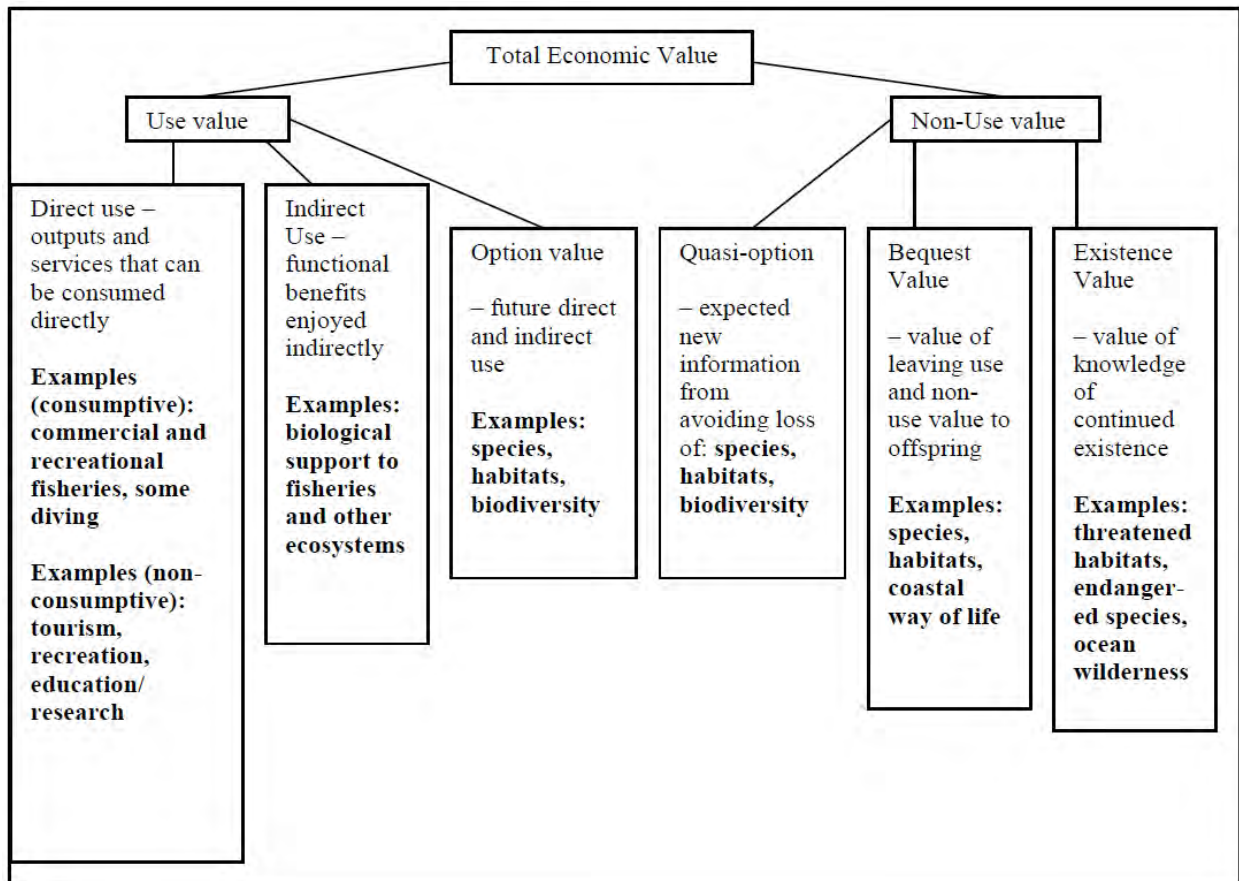 Total Economic Value
Use value
Non-Use value
Direct use –
outputs and
services that can
be consumed
directly
Examples
(consumptive):
commercial and
recreational
fisheries, some
diving
Examples (non-
consumptive):
tourism,
recreation,
education/
research
Indirect
Use –
functional
benefits
enjoyed
indirectly
Examples:
biological
support to
fisheries
and other
ecosystems
Option value
– future direct
and indirect
use
Examples:
species,
habitats,
biodiversity
Quasi-option
– expected
new
information
from
avoiding loss
of: species,
habitats,
biodiversity
Bequest
Value
– value of
leaving use
and non-
use value to
offspring
Examples:
species,
habitats,
coastal
way of life
Existence
Value
– value of
knowledge
of
continued
existence
Examples:
threatened
habitats,
endanger-
ed species,
ocean
wilderness